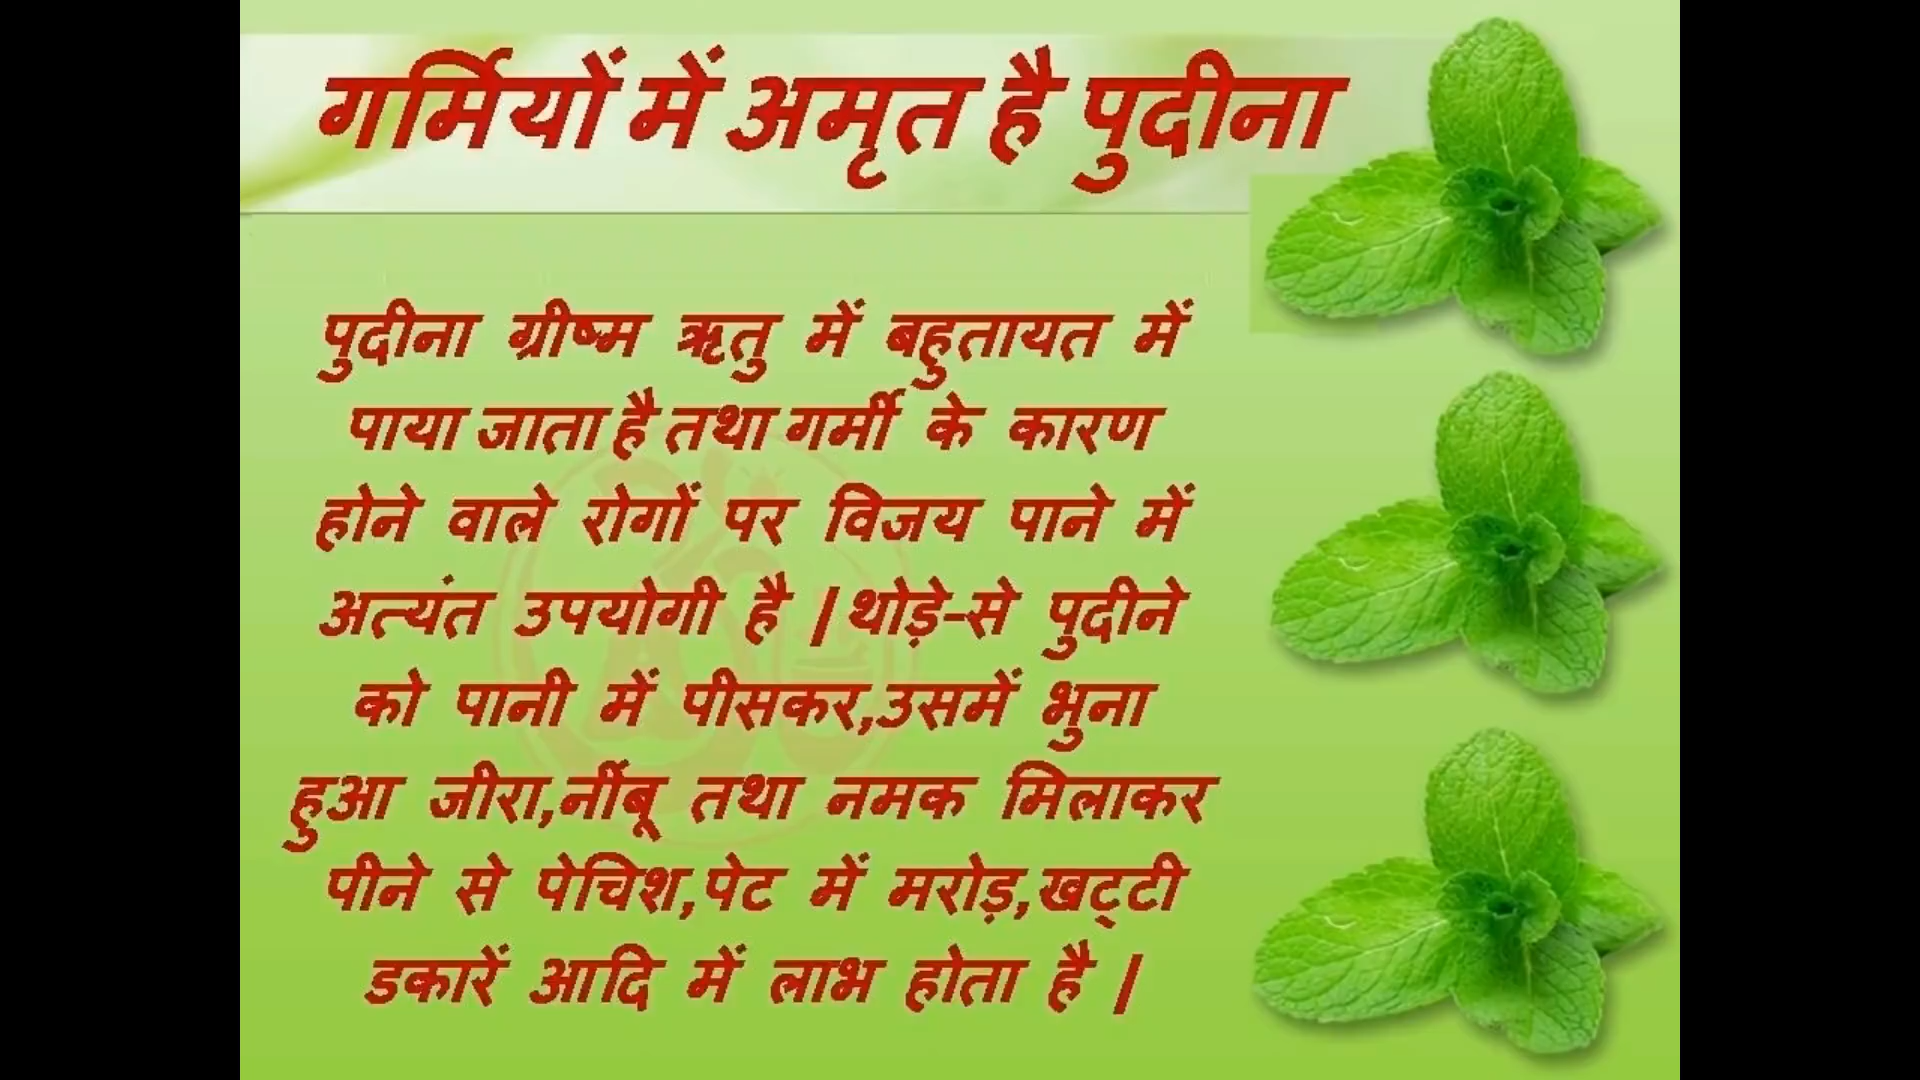 गर्मियों में अमृत है पुदीना
पुदीना ग्रीष्म ऋतु में बहुतायत में
पाया जाता है तथा गर्मी के कारण
होने वाले रोगों पर विजय पाने में
अत्यंत उपयोगी है | थोड़े-से पुदीने
को पानी में पीसकर,उसमें भुना
हुआ जीरा,नींबू तथा नमक मिलाकर
पीने से पेचिश,पेट में मरोड़,खट्टी
डकारें आदि में लाभ होता है |